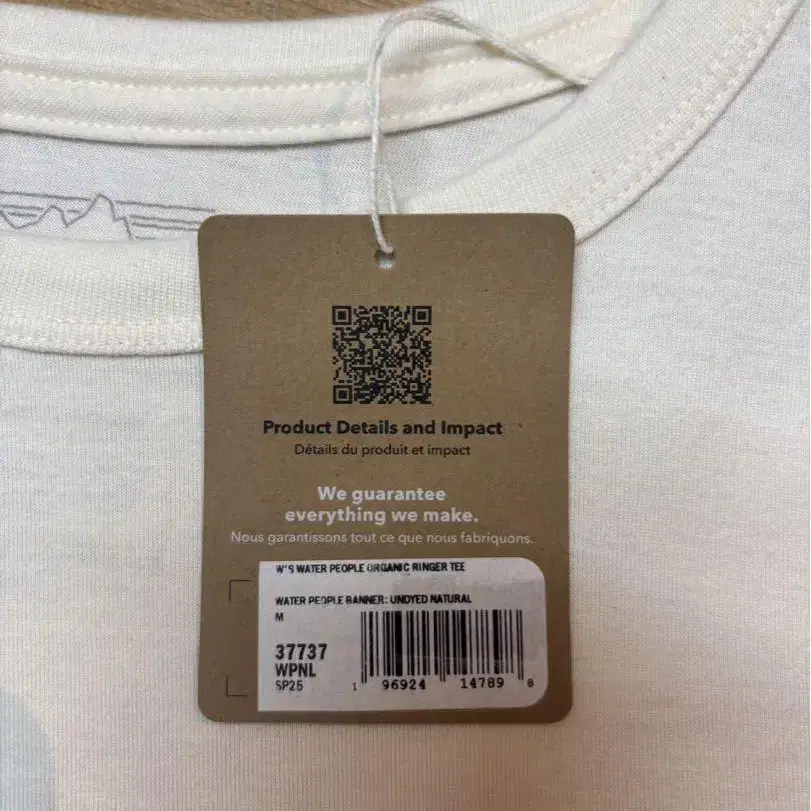 Product Details and Impact
Détails du produit et impact
We guarantee
everything we make.
Nous garantissons tout ce que nous fabriquons.
W'S WATER PEOPLE ORGANIC RINGER TEE
WATER PEOPLE BANNER: UNDYED NATURAL
M
37737
WPNL
SP25
1 96924 14789 0